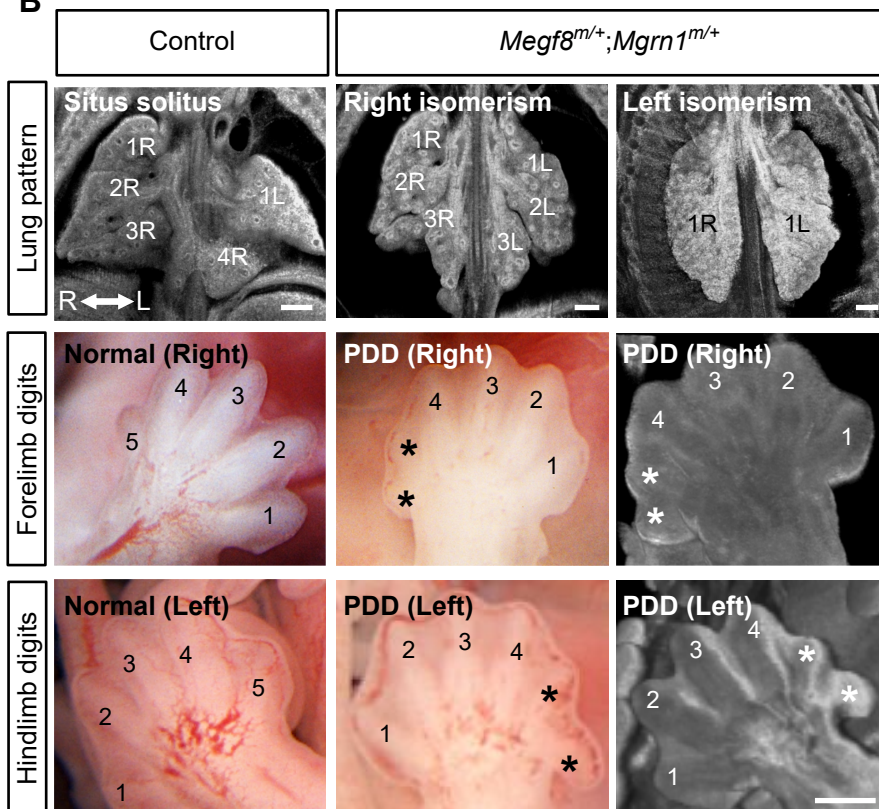 B
Control
Megf8m/+;Mgrn1m/+
Lung pattern
Situs solitus
1R
2R
3R
1L
4R
R L
Right isomerism
1R
2R
3R
1L
2L
3L
Left isomerism
1R
1L
Forelimb digits
Normal (Right)
4
3
5
2
1
PDD (Right)
4
3
2
1
*
*
PDD (Right)
3
2
4
1
*
*
Hindlimb digits
Normal (Left)
3
4
5
2
1
PDD (Left)
2
3
4
1
*
*
PDD (Left)
4
3
2
1
*
*